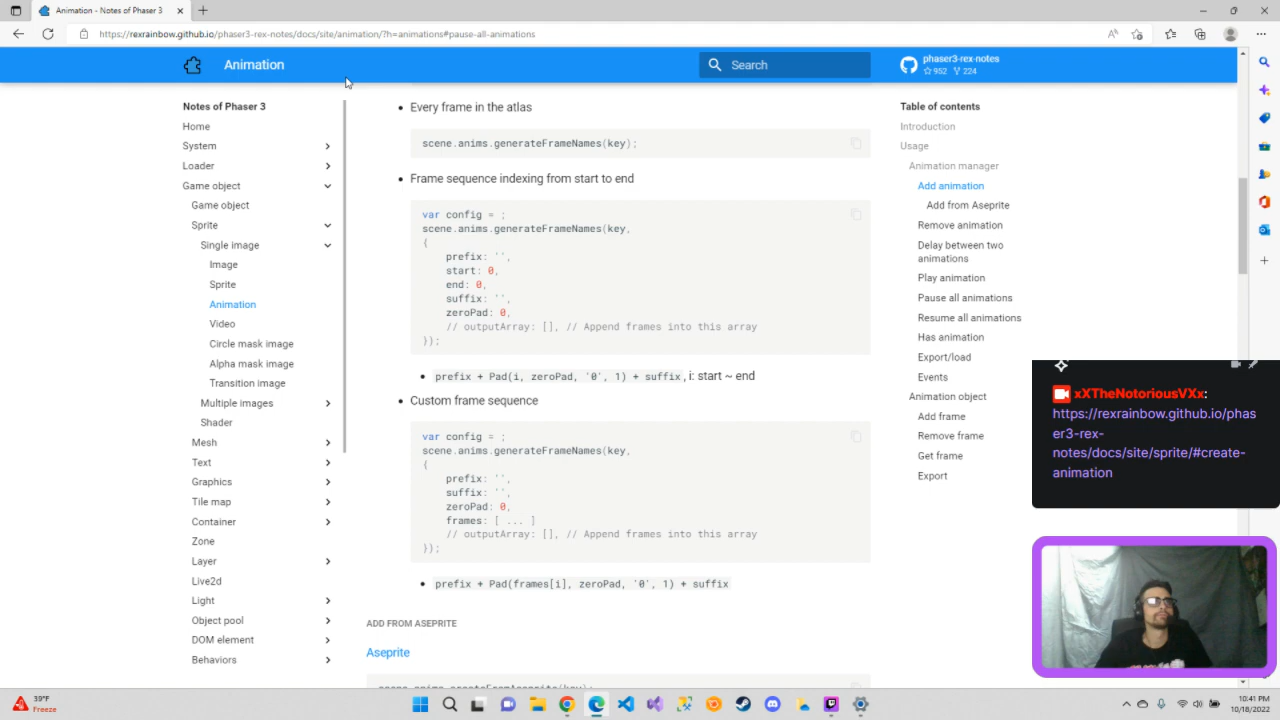 Animation - Notes of Phaser 3
https://rexrainbow.github.io/phaser3-rex-notes/docs/site/animation/?h=animations#pause-all-animations
Animation
Search
phaser3-rex-notes
952 224
Notes of Phaser 3
Home
System
Loader
Game object
Game object
Sprite
Single image
Image
Sprite
Animation
Video
Circle mask image
Alpha mask image
Transition image
Multiple images
Shader
Mesh
Text
Graphics
Tile map
Container
Zone
Layer
Live2d
Light
Object pool
DOM element
Behaviors
• Every frame in the atlas
scene.anims.generateFrameNames(key);
• Frame sequence indexing from start to end
var config = ;
scene.anims.generateFrameNames(key,
{
prefix: '',
start: 0,
end: 0,
suffix: '',
zeroPad: 0,
// outputArray: [], // Append frames into this array
});
• prefix + Pad(i, zeroPad, '0', 1) + suffix, i: start ~ end
• Custom frame sequence
var config = ;
scene.anims.generateFrameNames(key,
{
prefix: '',
suffix: '',
zeroPad: 0,
frames: [ ... ]
// outputArray: [], // Append frames into this array
});
• prefix + Pad(frames[i], zeroPad, '0', 1) + suffix
ADD FROM ASEPRITE
Aseprite
scene.anims.createFromAseprite(key);
Table of contents
Introduction
Usage
Animation manager
Add animation
Add from Aseprite
Remove animation
Delay between two
animations
Play animation
Pause all animations
Resume all animations
Has animation
Export/load
Events
Animation object
Add frame
Remove frame
Get frame
Export
xXTheNotoriousVXx:
https://rexrainbow.github.io/phas
er3-rex-
notes/docs/site/sprite/#create-
animation
39°F
Freeze
10:41 PM
10/18/2022